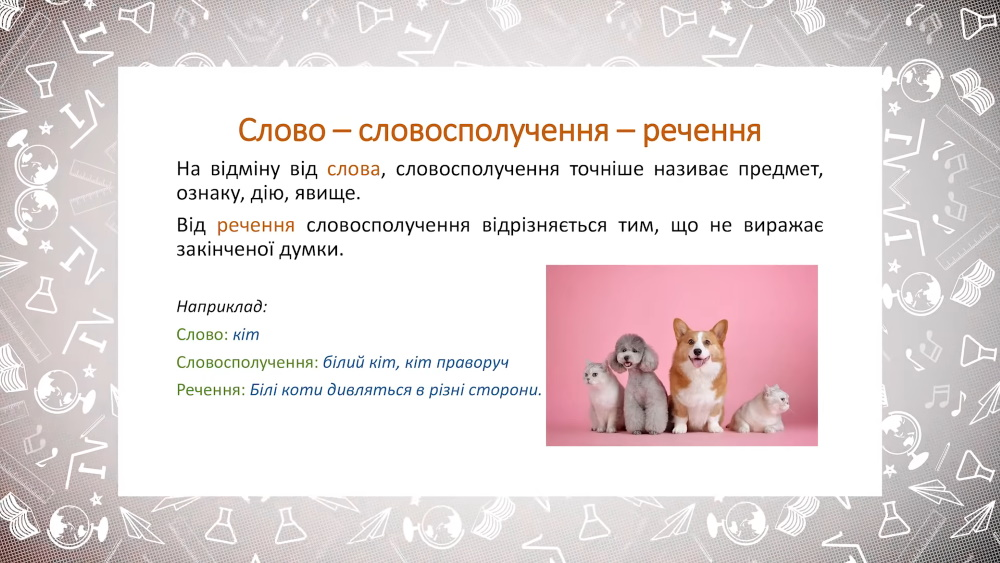 Слово – словосполучення – речення
На відміну від слова, словосполучення точніше називає предмет,
ознаку, дію, явище.
Від речення словосполучення відрізняється тим, що не виражає
закінченої думки.
Наприклад:
Слово: кіт
Словосполучення: білий кіт, кіт праворуч
Речення: Білі коти дивляться в різні сторони.